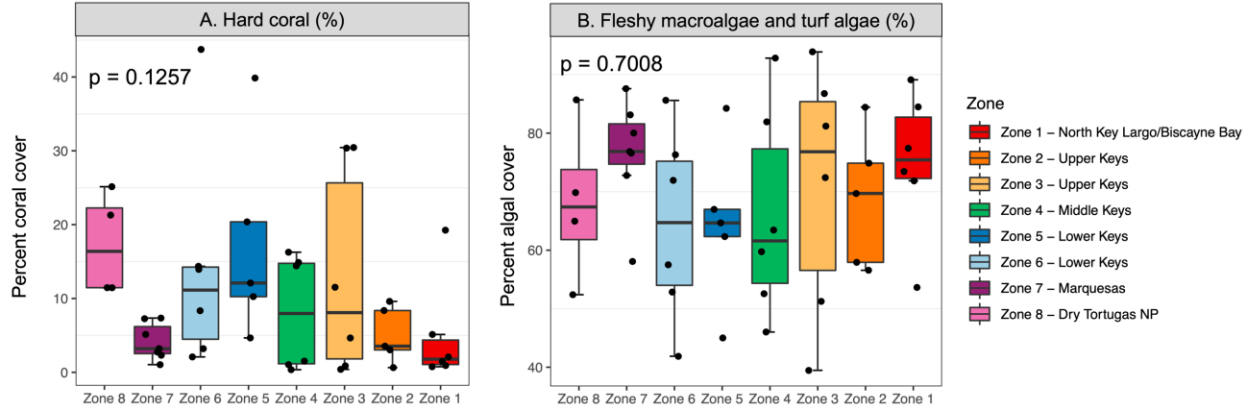 A. Hard coral (%)
p = 0.1257
Percent coral cover
40
30
20
10
0
Zone 8 Zone 7 Zone 6 Zone 5 Zone 4 Zone 3 Zone 2 Zone 1
B. Fleshy macroalgae and turf algae (%)
p = 0.7008
Percent algal cover
80
60
40
Zone 8 Zone 7 Zone 6 Zone 5 Zone 4 Zone 3 Zone 2 Zone 1
Zone
Zone 1 – North Key Largo/Biscayne Bay
Zone 2 – Upper Keys
Zone 3 – Upper Keys
Zone 4 – Middle Keys
Zone 5 – Lower Keys
Zone 6 – Lower Keys
Zone 7 – Marquesas
Zone 8 – Dry Tortugas NP